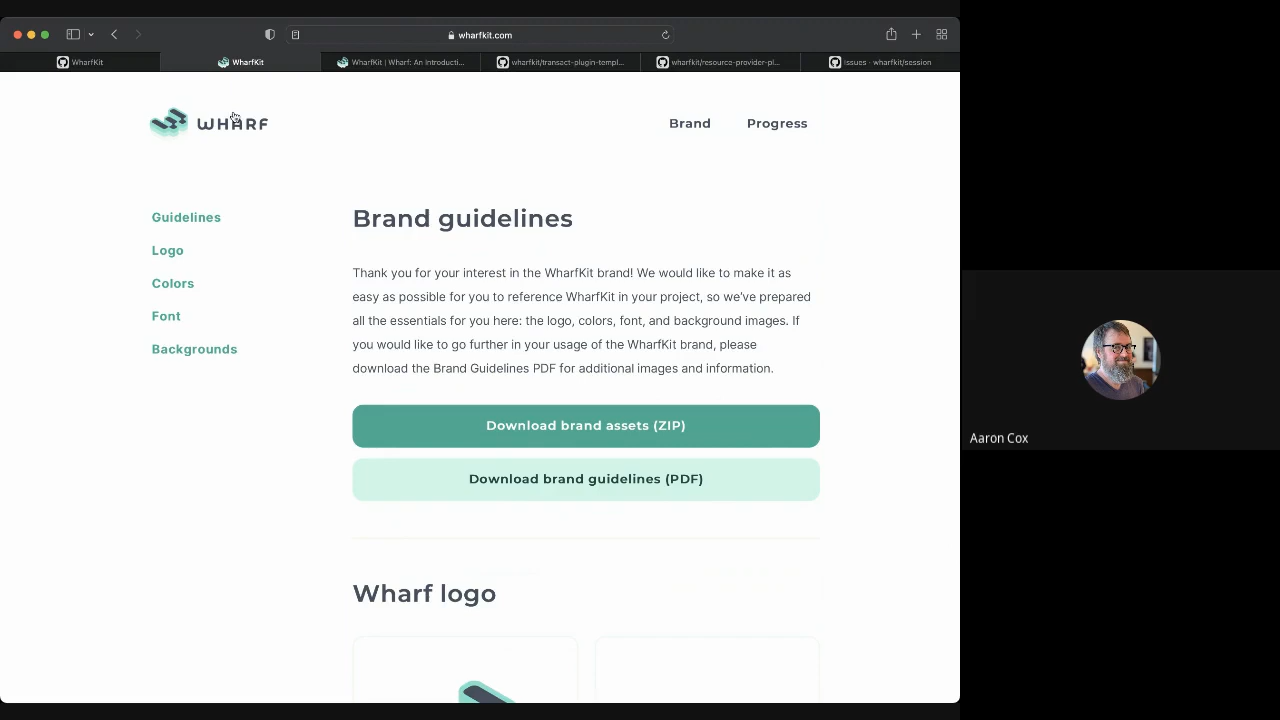 wharfkit.com
WharfKit
WharfKit
WharfKit | Wharf: An Introducti...
wharfkit/transact-plugin-templ...
wharfkit/resource-provider-pl...
Issues · wharfkit/session
WHARF
Brand
Progress
Guidelines
Logo
Colors
Font
Backgrounds
Brand guidelines
Thank you for your interest in the WharfKit brand! We would like to make it as
easy as possible for you to reference WharfKit in your project, so we've prepared
all the essentials for you here: the logo, colors, font, and background images. If
you would like to go further in your usage of the WharfKit brand, please
download the Brand Guidelines PDF for additional images and information.
Download brand assets (ZIP)
Download brand guidelines (PDF)
Wharf logo
Aaron Cox